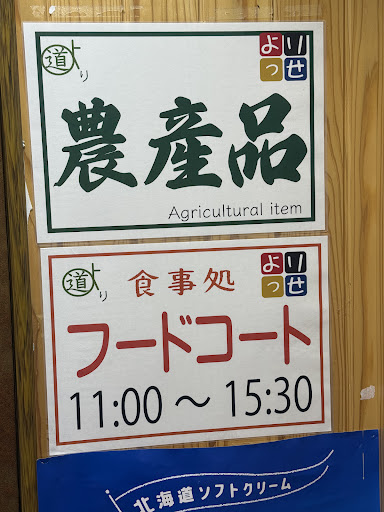 道より
よりせっ
農産品
Agricultural item
道より
食事処
よりせっ
フードコート
11:00 〜 15:30
北海道ソフトクリーム